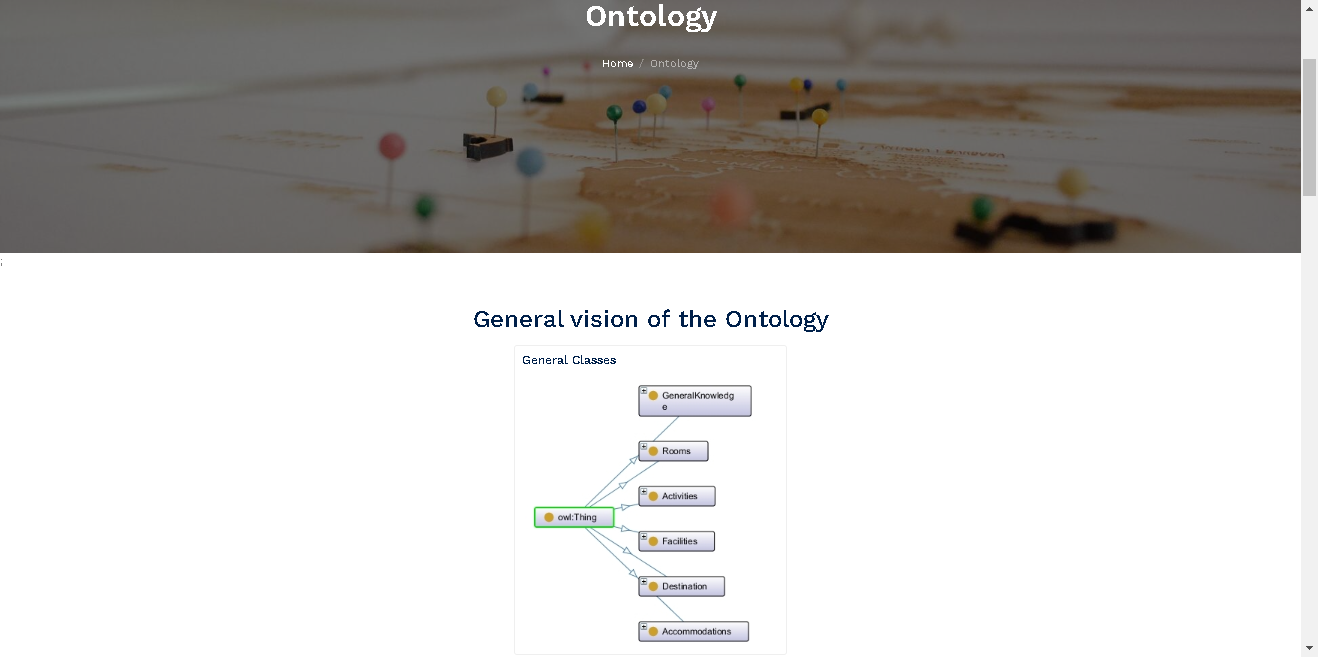 Ontology
Home / Ontology
;
General vision of the Ontology
General Classes
GeneralKnowledg
e
Rooms
Activities
owl:Thing
Facilities
Destination
Accommodations